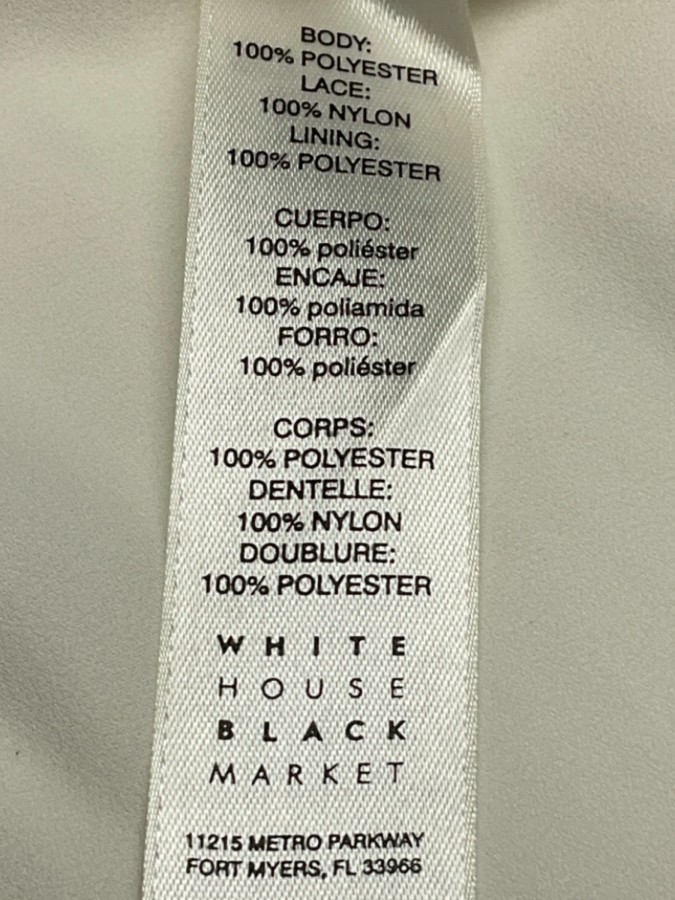 BODY:
100% POLYESTER
LACE:
100% NYLON
LINING:
100% POLYESTER
CUERPO:
100% poliéster
ENCAJE:
100% poliamida
FORRO:
100% poliéster
CORPS:
100% POLYESTER
DENTELLE:
100% NYLON
DOUBLURE:
100% POLYESTER
WHITE
HOUSE
BLACK
MARKET
11215 METRO PARKWAY
FORT MYERS, FL 33966